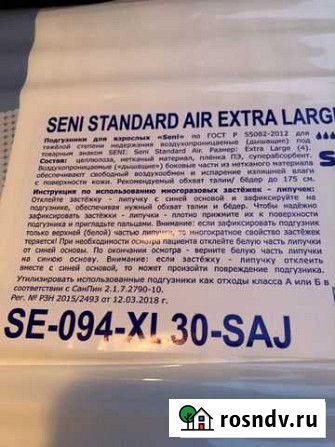 SENI STANDARD AIR EXTRA LARGE
Подгузники для взрослых «Seni» по ГОСТ Р 55082-2012 для
тяжёлой степени недержания воздухопроницаемые (дышащие) под
товарным знаком SENI: Seni Standard Air. Размер: Extra Large (4).
Состав: целлюлоза, нетканый материал, плёнка ПЭ, суперабсорбент.
Воздухопроницаемые («дышащие») боковые части из нетканого материала
обеспечивают свободный воздухообмен и испарение излишней влаги
с поверхности кожи. Рекомендуемый обхват талии/ бёдер до 175 см.
Инструкция по использованию многоразовых застёжек - липучек:
Отклейте застёжку - липучку с синей основой и зафиксируйте на
подгузнике, обеспечивая нужный обхват талии и бёдер. Чтобы надёжно
зафиксировать застёжки - липучки - плотно прижмите их к поверхности
подгузника и пригладьте пальцами. Внимание: если зафиксировать подгузник
только верхней (белой) частью липучки, то многократное свойство застёжек
теряется! При необходимости осмотра пациента отклейте белую часть липучки
от синей основы. По окончании осмотра - верните белую часть липучки
на синюю основу. Внимание: если застёжку - липучку отклеить
вместе с синей основой, то может произойти повреждение подгузника.
Утилизировать использованные подгузники как отходы класса А или Б в
соответствии с СанПин 2.1.7.2790-10.
Рег. № РЗН 2015/2493 от 12.03.2018 г.
SE-094-XL30-SAJ
rosndv.ru